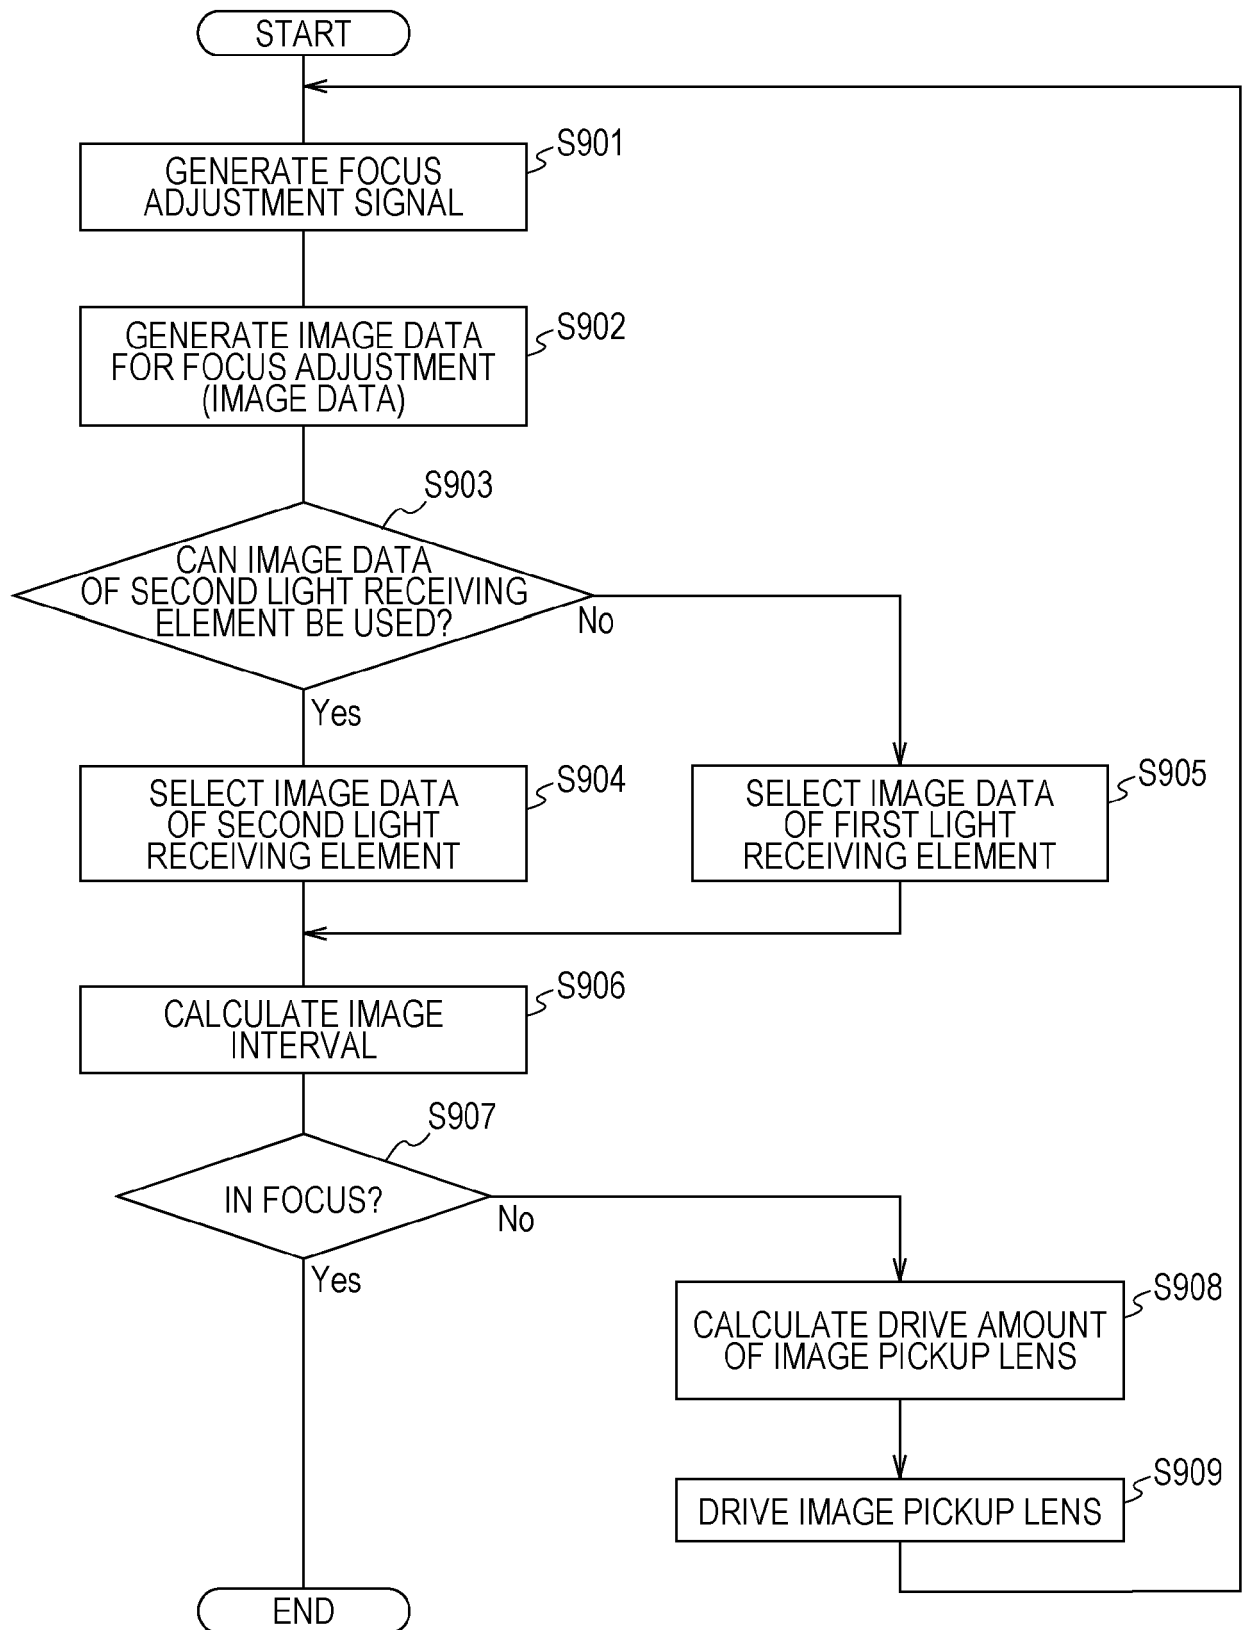 START
S901
GENERATE FOCUS
ADJUSTMENT SIGNAL
S902
GENERATE IMAGE DATA
FOR FOCUS ADJUSTMENT
(IMAGE DATA)
S903
CAN IMAGE DATA
OF SECOND LIGHT RECEIVING
ELEMENT BE USED?
No
Yes
S904
SELECT IMAGE DATA
OF SECOND LIGHT
RECEIVING ELEMENT
S905
SELECT IMAGE DATA
OF FIRST LIGHT
RECEIVING ELEMENT
S906
CALCULATE IMAGE
INTERVAL
S907
IN FOCUS?
No
Yes
S908
CALCULATE DRIVE AMOUNT
OF IMAGE PICKUP LENS
S909
DRIVE IMAGE PICKUP LENS
END